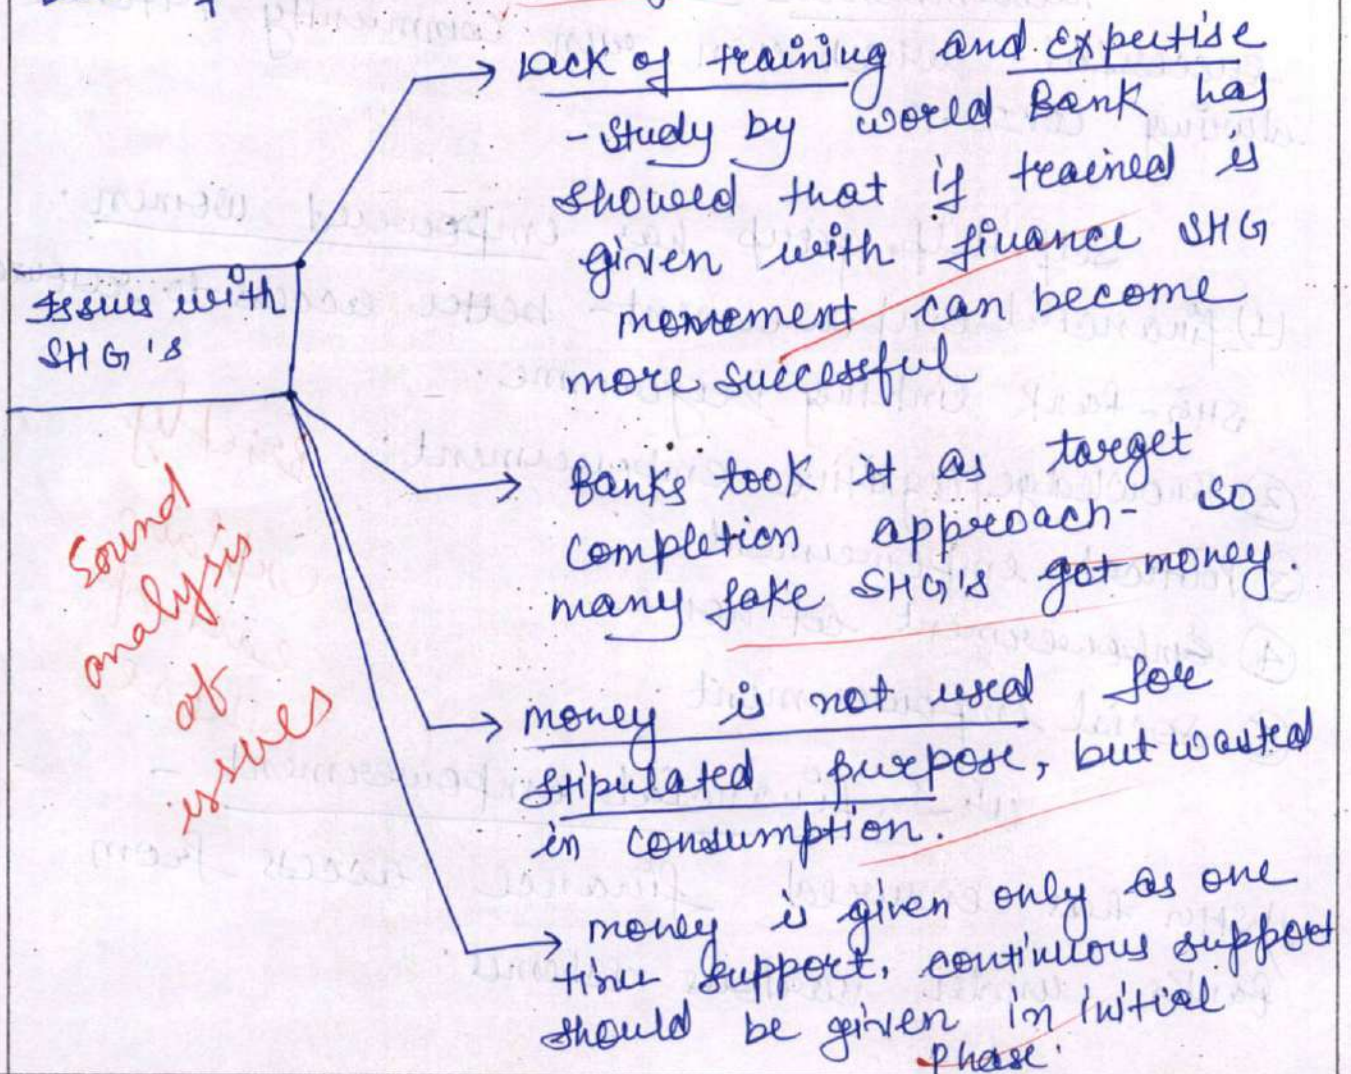 Issues with
SHG's
Lack of training and expertise
- study by world Bank has
showed that if trained is
given with finance SHG
movement can become
more successful
Banks took it as target
completion approach - so
many fake SHG's got money.
money is not used for
stipulated purpose, but wasted
in consumption.
money is given only as one
time support, continuous support
should be given in initial
phase.
Sound
analysis
of
issues